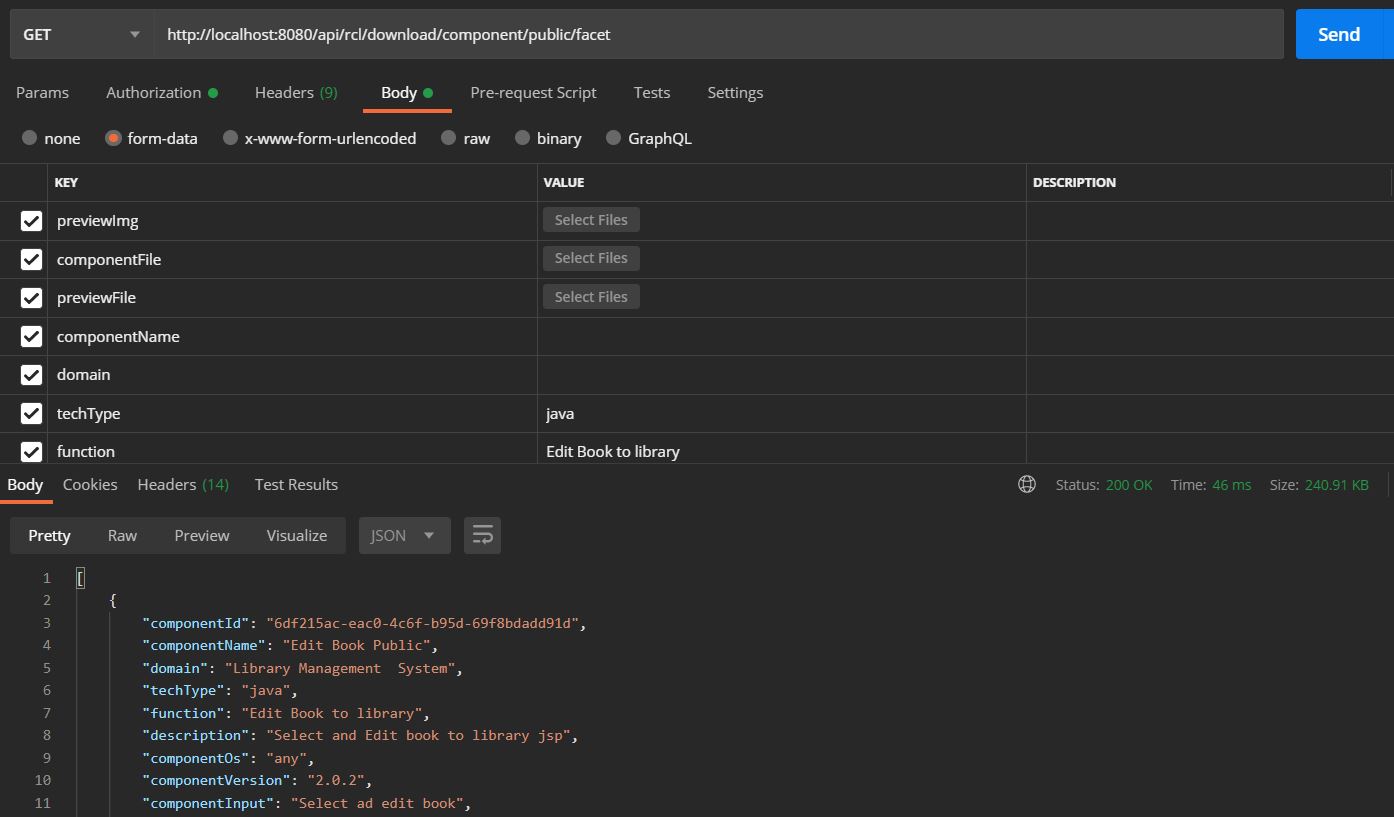 GET http://localhost:8080/api/rcl/download/component/public/facet Send
Params Authorization Headers (9) Body Pre-request Script Tests Settings
none form-data x-www-form-urlencoded raw binary GraphQL
KEY VALUE DESCRIPTION
previewImg Select Files
componentFile Select Files
previewFile Select Files
componentName
domain
techType java
function Edit Book to library
Body Cookies Headers (14) Test Results Status: 200 OK Time: 46 ms Size: 240.91 KB
Pretty Raw Preview Visualize JSON
1 [
2 {
3 "componentId": "6df215ac-eac0-4c6f-b95d-69f8bdadd91d",
4 "componentName": "Edit Book Public",
5 "domain": "Library Management  System",
6 "techType": "java",
7 "function": "Edit Book to library",
8 "description": "Select and Edit book to library jsp",
9 "componentOs": "any",
10 "componentVersion": "2.0.2",
11 "componentInput": "Select ad edit book",